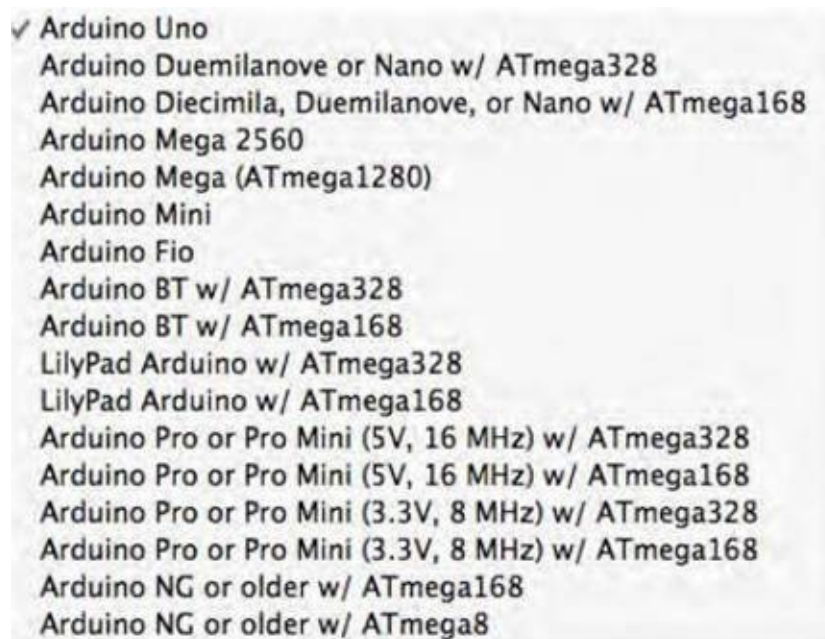 ✓ Arduino Uno
Arduino Duemilanove or Nano w/ ATmega328
Arduino Diecimila, Duemilanove, or Nano w/ ATmega168
Arduino Mega 2560
Arduino Mega (ATmega1280)
Arduino Mini
Arduino Fio
Arduino BT w/ ATmega328
Arduino BT w/ ATmega168
LilyPad Arduino w/ ATmega328
LilyPad Arduino w/ ATmega168
Arduino Pro or Pro Mini (5V, 16 MHz) w/ ATmega328
Arduino Pro or Pro Mini (5V, 16 MHz) w/ ATmega168
Arduino Pro or Pro Mini (3.3V, 8 MHz) w/ ATmega328
Arduino Pro or Pro Mini (3.3V, 8 MHz) w/ ATmega168
Arduino NG or older w/ ATmega168
Arduino NG or older w/ ATmega8